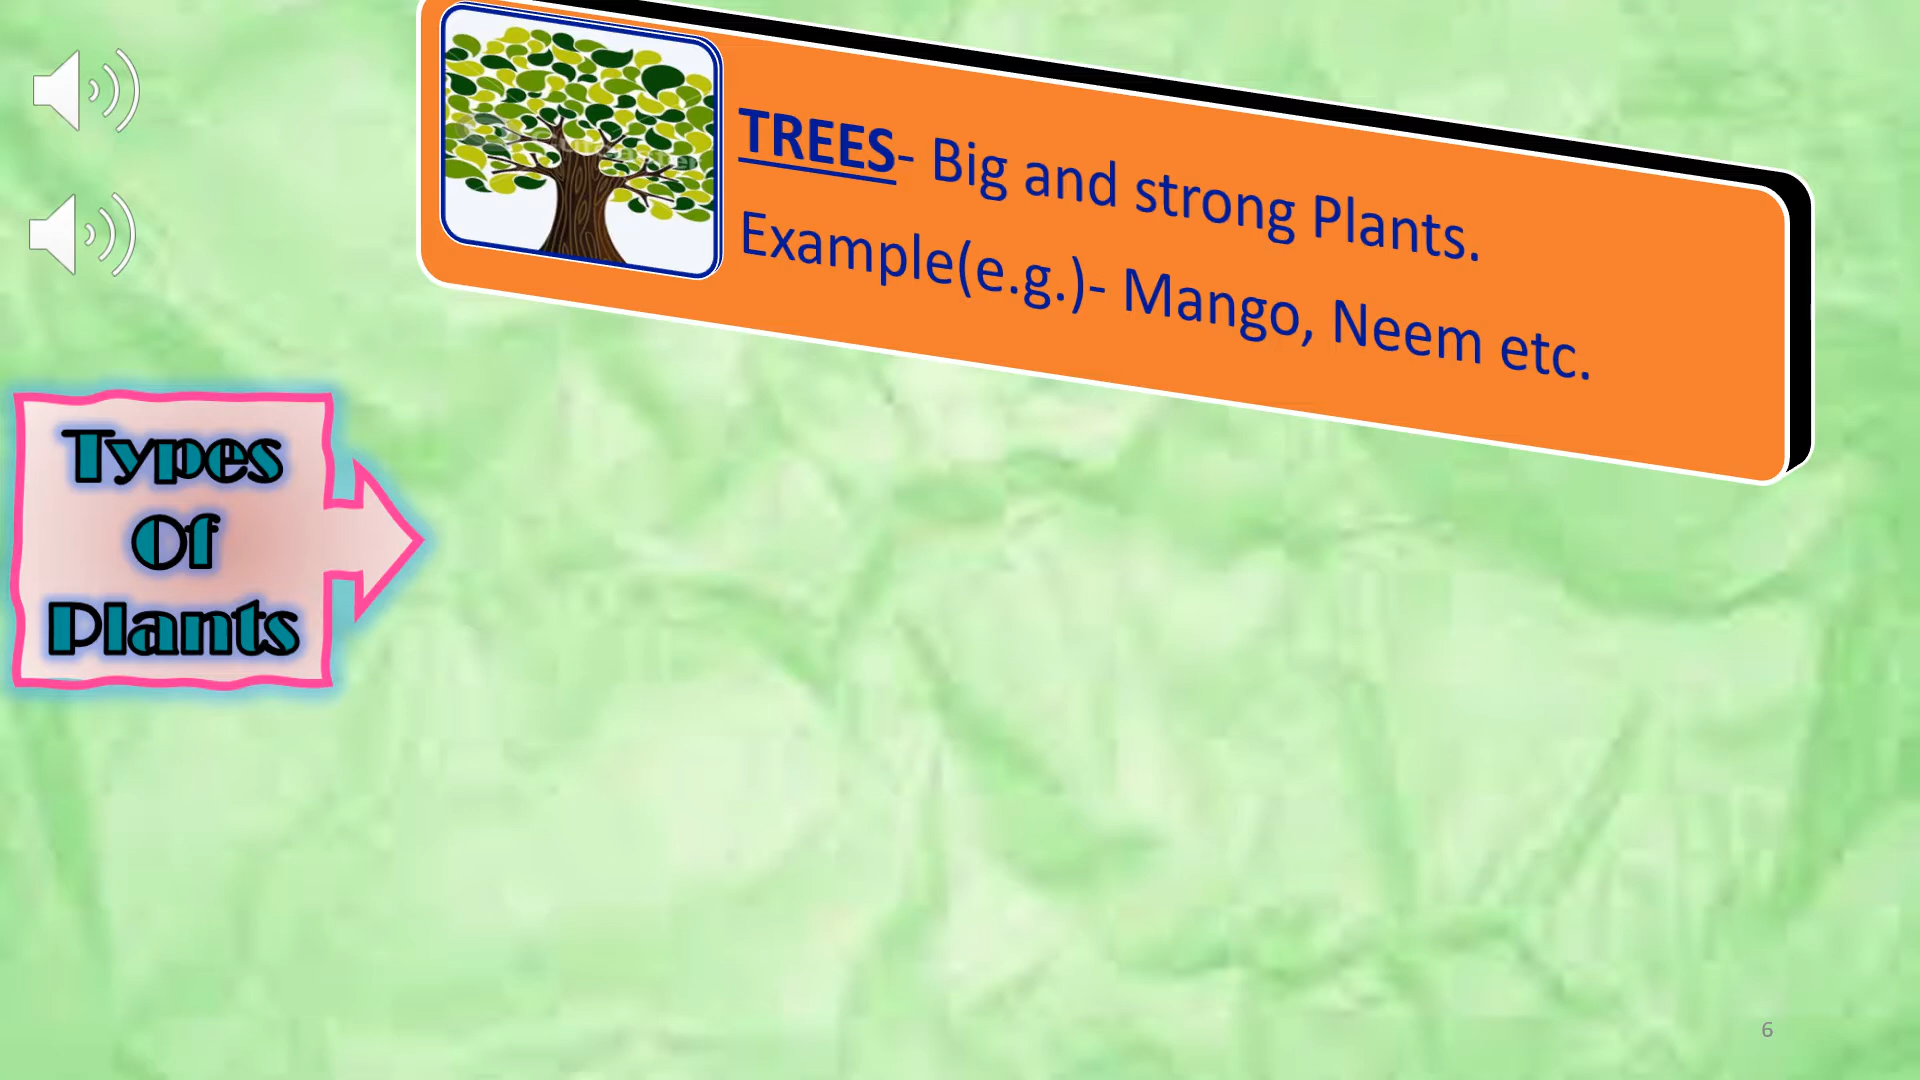 TREES- Big and strong Plants.
Example(e.g.)- Mango, Neem etc.
Types
Of
Plants
6